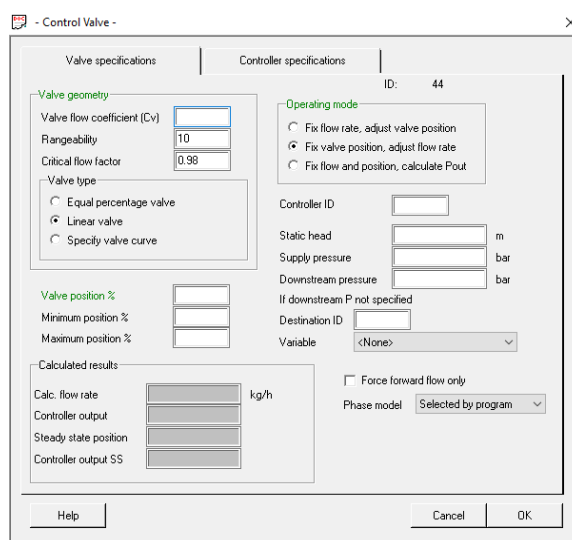 - Control Valve -
Valve specifications
Controller specifications
ID: 44
Valve geometry
Valve flow coefficient (Cv)
Rangeability 10
Critical flow factor 0.98
Valve type
Equal percentage valve
Linear valve
Specify valve curve
Valve position %
Minimum position %
Maximum position %
Operating mode
Fix flow rate, adjust valve position
Fix valve position, adjust flow rate
Fix flow and position, calculate Pout
Controller ID
Static head m
Supply pressure bar
Downstream pressure bar
If downstream P not specified
Destination ID
Variable <None>
Calculated results
Calc. flow rate kg/h
Controller output
Steady state position
Controller output SS
Force forward flow only
Phase model Selected by program
Help
Cancel
OK